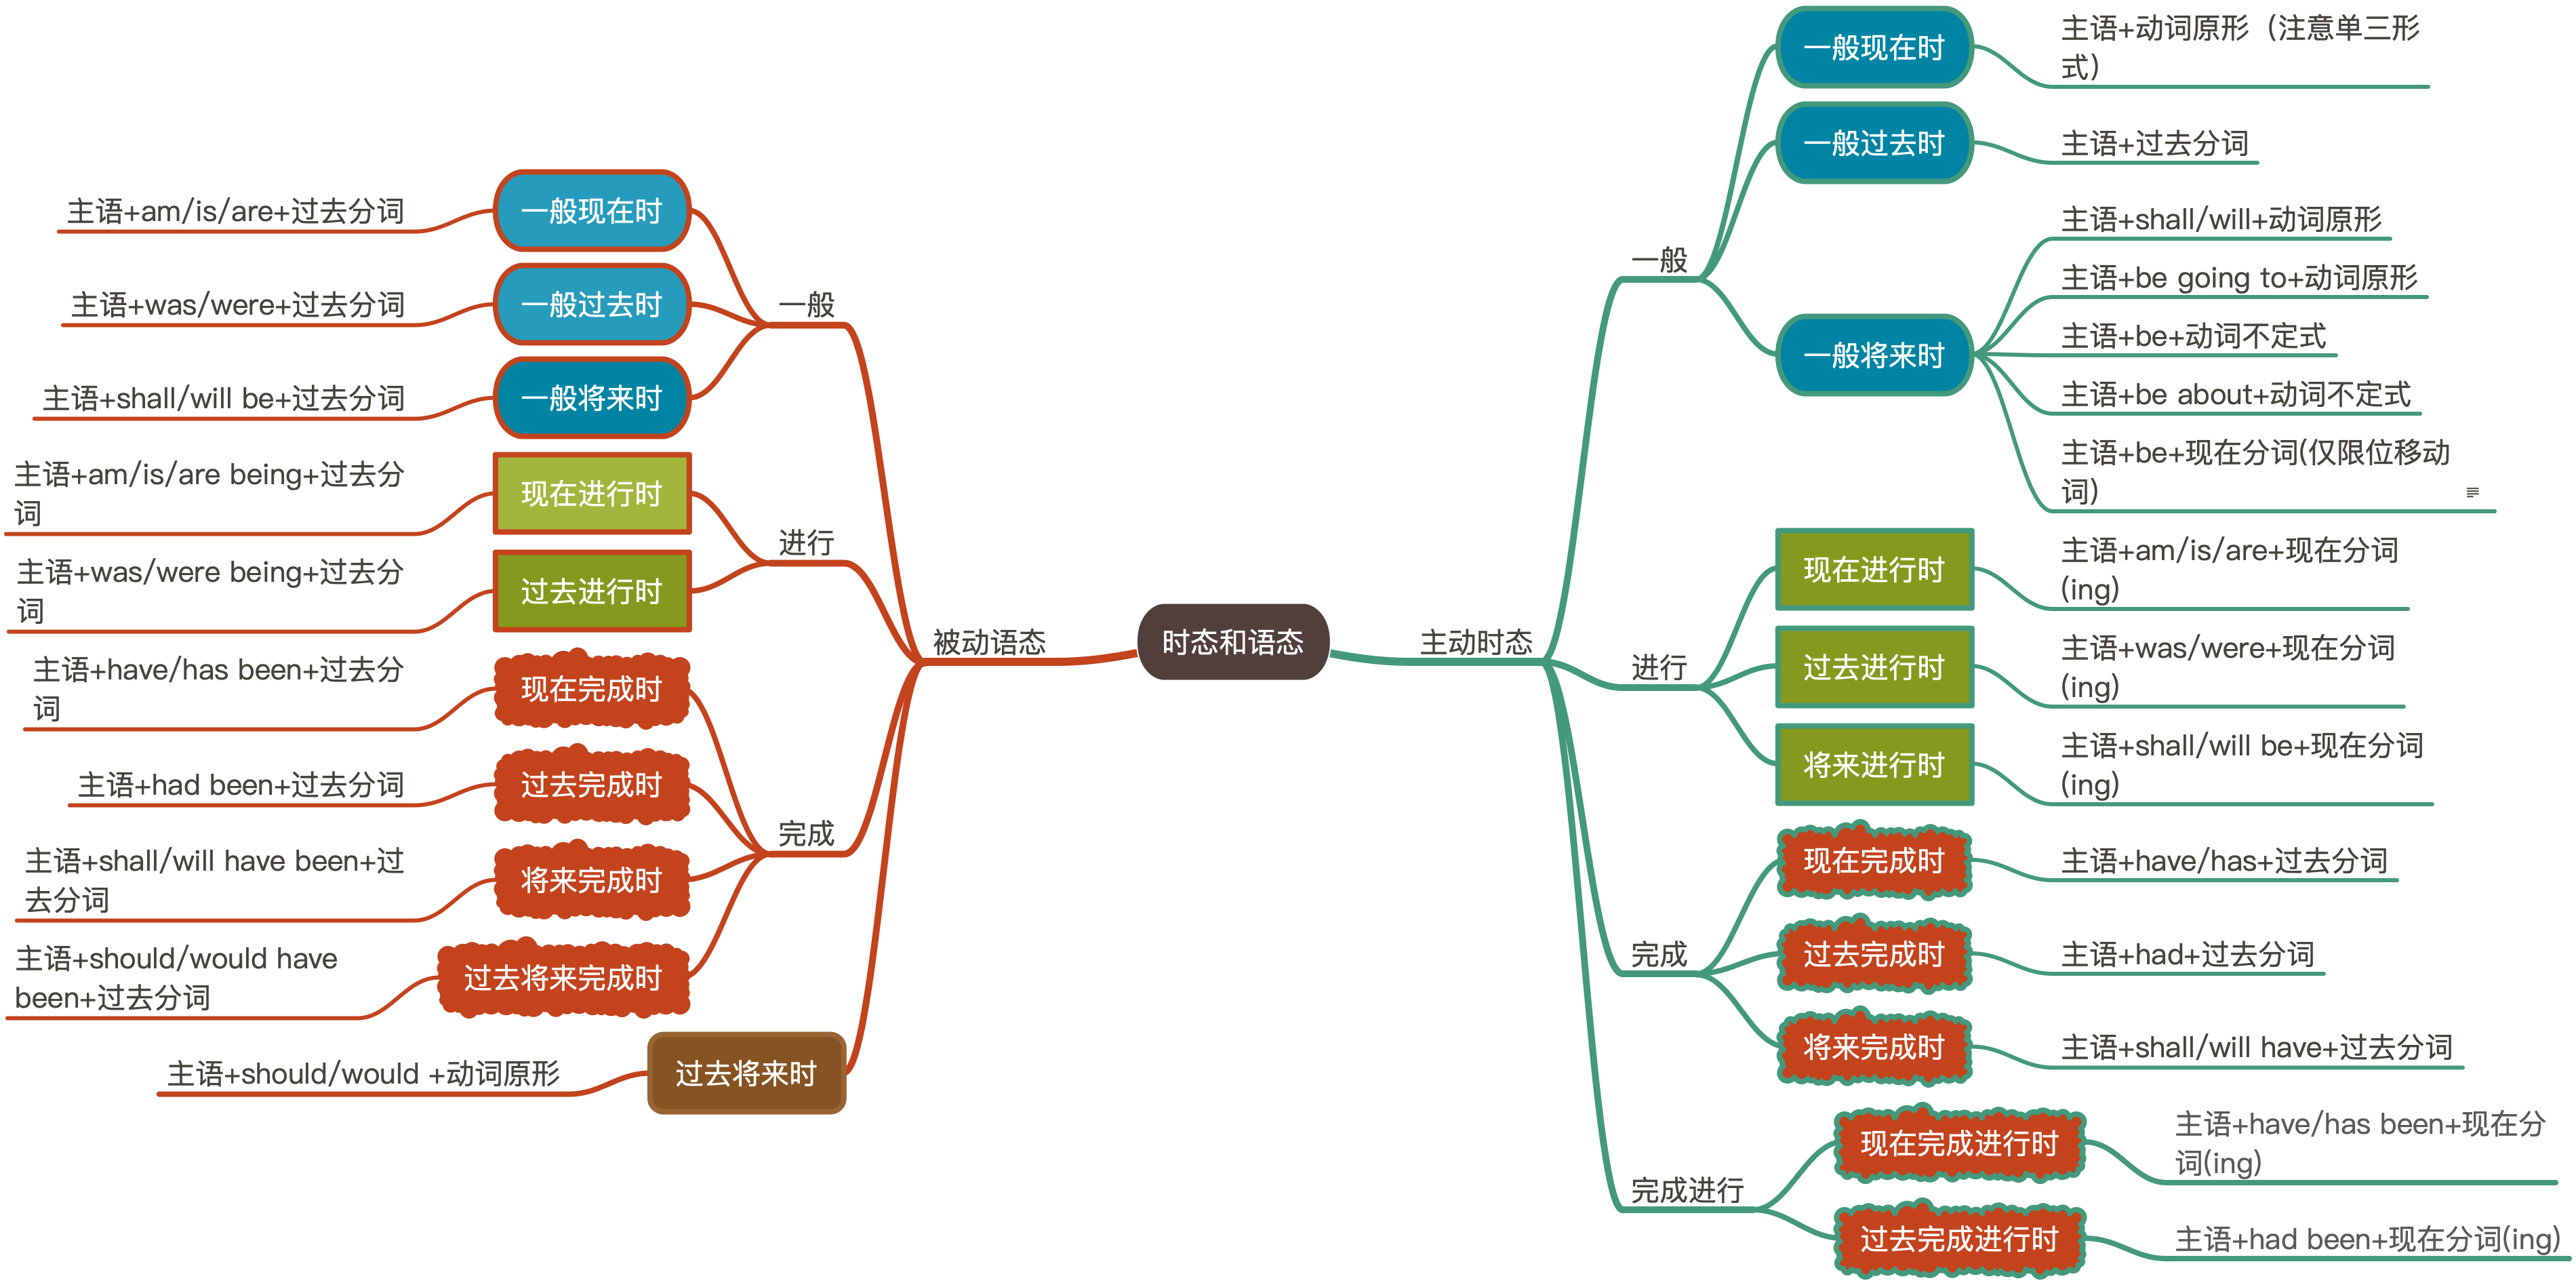 时态和语态
被动语态
一般
一般现在时
主语+am/is/are+过去分词
一般过去时
主语+was/were+过去分词
一般将来时
主语+shall/will be+过去分词
进行
现在进行时
主语+am/is/are being+过去分
词
过去进行时
主语+was/were being+过去分
词
完成
现在完成时
主语+have/has been+过去分
词
过去完成时
主语+had been+过去分词
将来完成时
主语+shall/will have been+过
去分词
过去将来完成时
主语+should/would have
been+过去分词
过去将来时
主语+should/would +动词原形
主动时态
一般
一般现在时
主语+动词原形（注意单三形
式）
一般过去时
主语+过去分词
一般将来时
主语+shall/will+动词原形
主语+be going to+动词原形
主语+be+动词不定式
主语+be about+动词不定式
主语+be+现在分词(仅限位移动
词)
进行
现在进行时
主语+am/is/are+现在分词
(ing)
过去进行时
主语+was/were+现在分词
(ing)
将来进行时
主语+shall/will be+现在分词
(ing)
完成
现在完成时
主语+have/has+过去分词
过去完成时
主语+had+过去分词
将来完成时
主语+shall/will have+过去分词
完成进行
现在完成进行时
主语+have/has been+现在分
词(ing)
过去完成进行时
主语+had been+现在分词(ing)